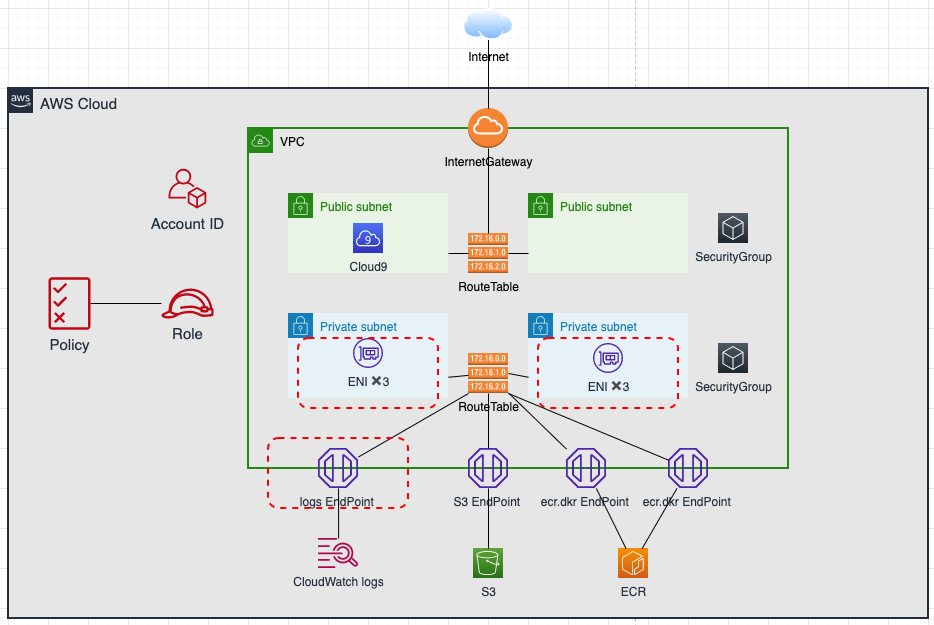 Internet
aws
AWS Cloud
VPC
InternetGateway
Account ID
Public subnet
Public subnet
9
Cloud9
172.16.0.0
172.16.1.0
172.16.2.0
RouteTable
SecurityGroup
Policy
Role
Private subnet
Private subnet
ENI ✖3
ENI ✖3
172.16.0.0
172.16.1.0
172.16.2.0
RouteTable
SecurityGroup
logs EndPoint
S3 EndPoint
ecr.dkr EndPoint
ecr.dkr EndPoint
CloudWatch logs
S3
ECR